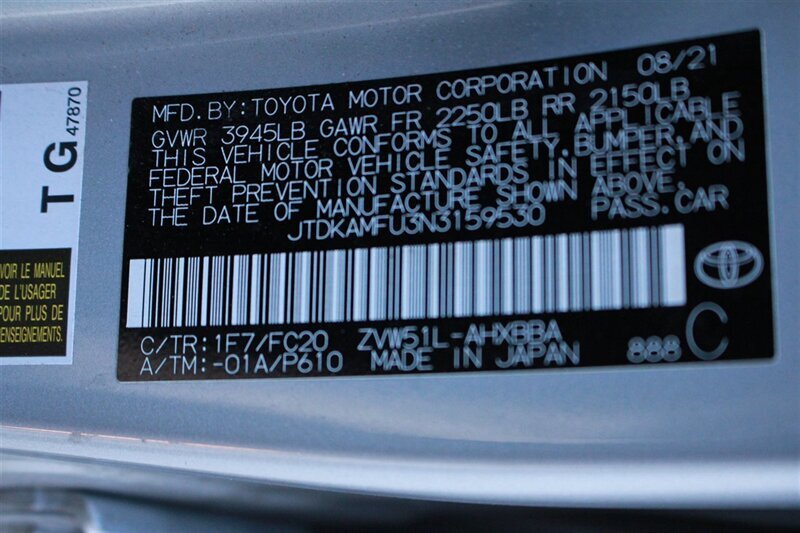 TG 47870
VOIR LE MANUEL
DE L'USAGER
POUR PLUS DE
RENSEIGNEMENTS
MFD.BY:TOYOTA MOTOR CORPORATION 08/21
GVWR 3945LB GAWR FR 2250LB RR 2150LB
THIS VEHICLE CONFORMS TO ALL APPLICABLE
FEDERAL MOTOR VEHICLE SAFETY,BUMPER,AND
THEFT PREVENTION STANDARDS IN EFFECT ON
THE DATE OF MANUFACTURE SHOWN ABOVE.
JTDKAMFU3N3159530 PASS.CAR
C/TR:1F7/FC20 ZVW51L-AHXBBA
A/TM:-01A/P610 MADE IN JAPAN 888 C